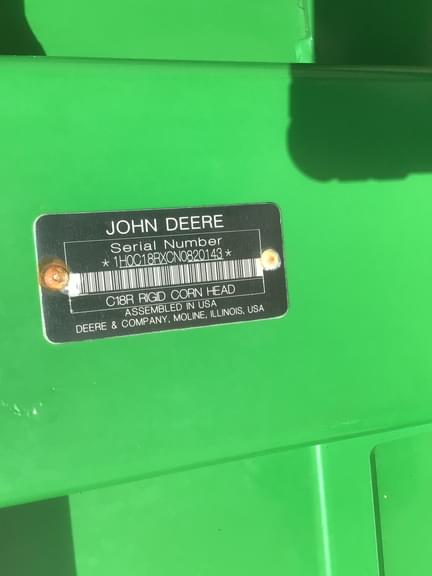 JOHN DEERE
Serial Number
*1H0C18RXCN0820143*
C18R RIGID CORN HEAD
ASSEMBLED IN USA
DEERE & COMPANY, MOLINE, ILLINOIS, USA